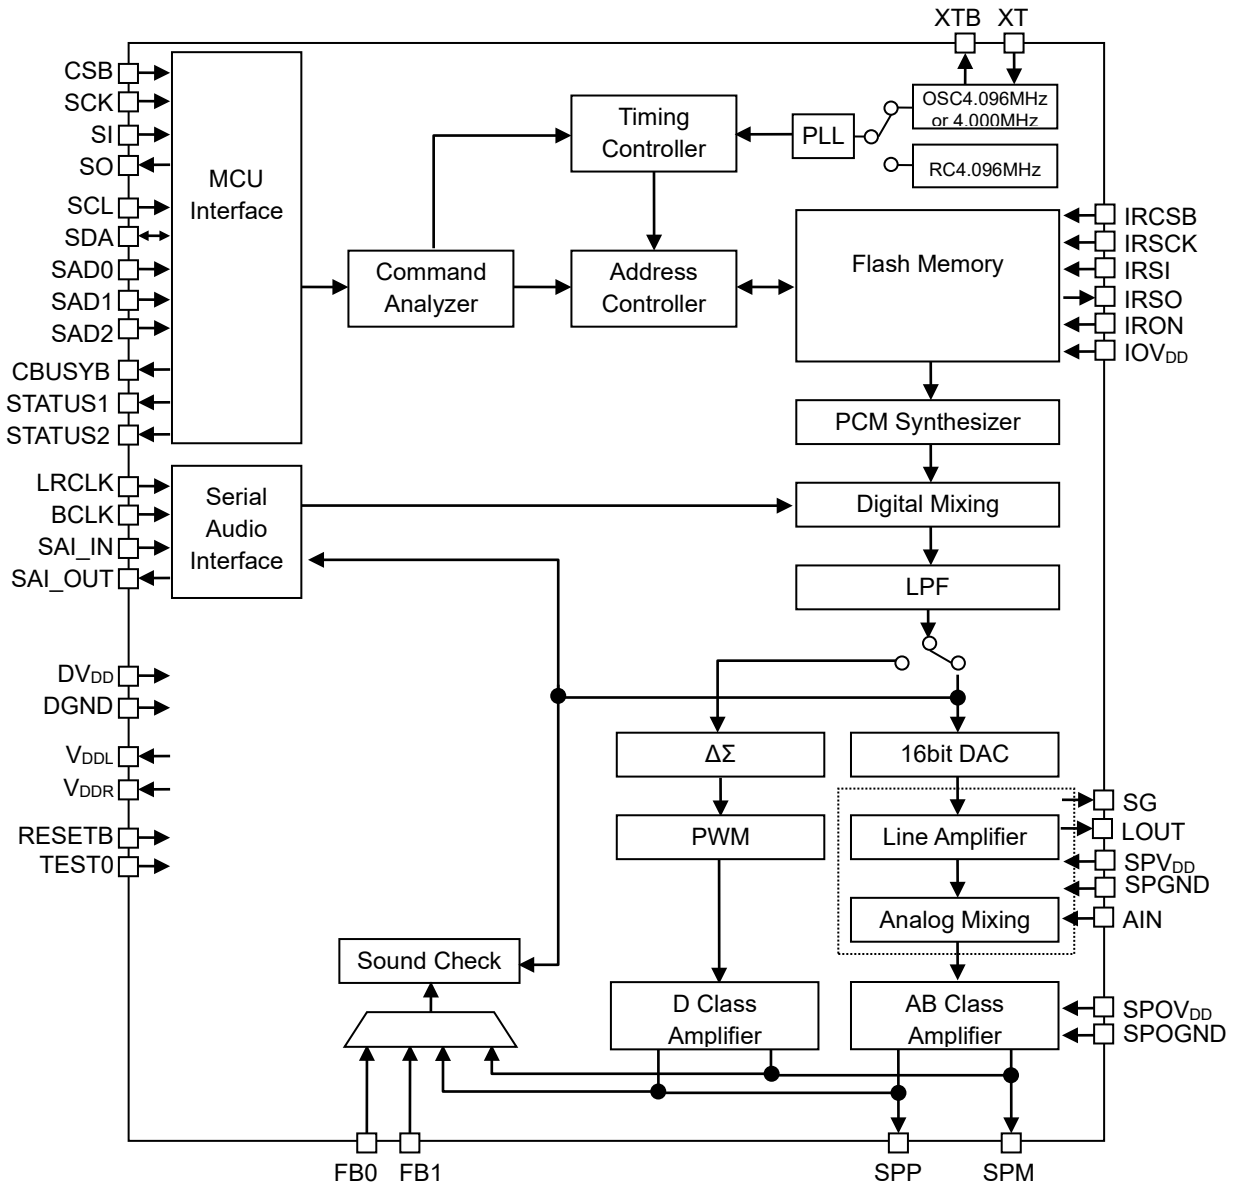 XTB XT
CSB
SCK
SI
SO
SCL
SDA
SAD0
SAD1
SAD2
CBUSYB
STATUS1
STATUS2
MCU
Interface
Timing
Controller
PLL
OSC4.096MHz
or 4.000MHz
RC4.096MHz
Command
Analyzer
Address
Controller
Flash Memory
IRCSB
IRSCK
IRSI
IRSO
IRON
IOVDD
PCM Synthesizer
LRCLK
BCLK
SAI_IN
SAI_OUT
Serial
Audio
Interface
Digital Mixing
LPF
DVDD
DGND
VDDL
VDDR
RESETB
TEST0
ΔΣ
16bit DAC
PWM
Line Amplifier
Analog Mixing
SG
LOUT
SPVDD
SPGND
AIN
Sound Check
D Class
Amplifier
AB Class
Amplifier
SPOVDD
SPOGND
FB0 FB1
SPP SPM